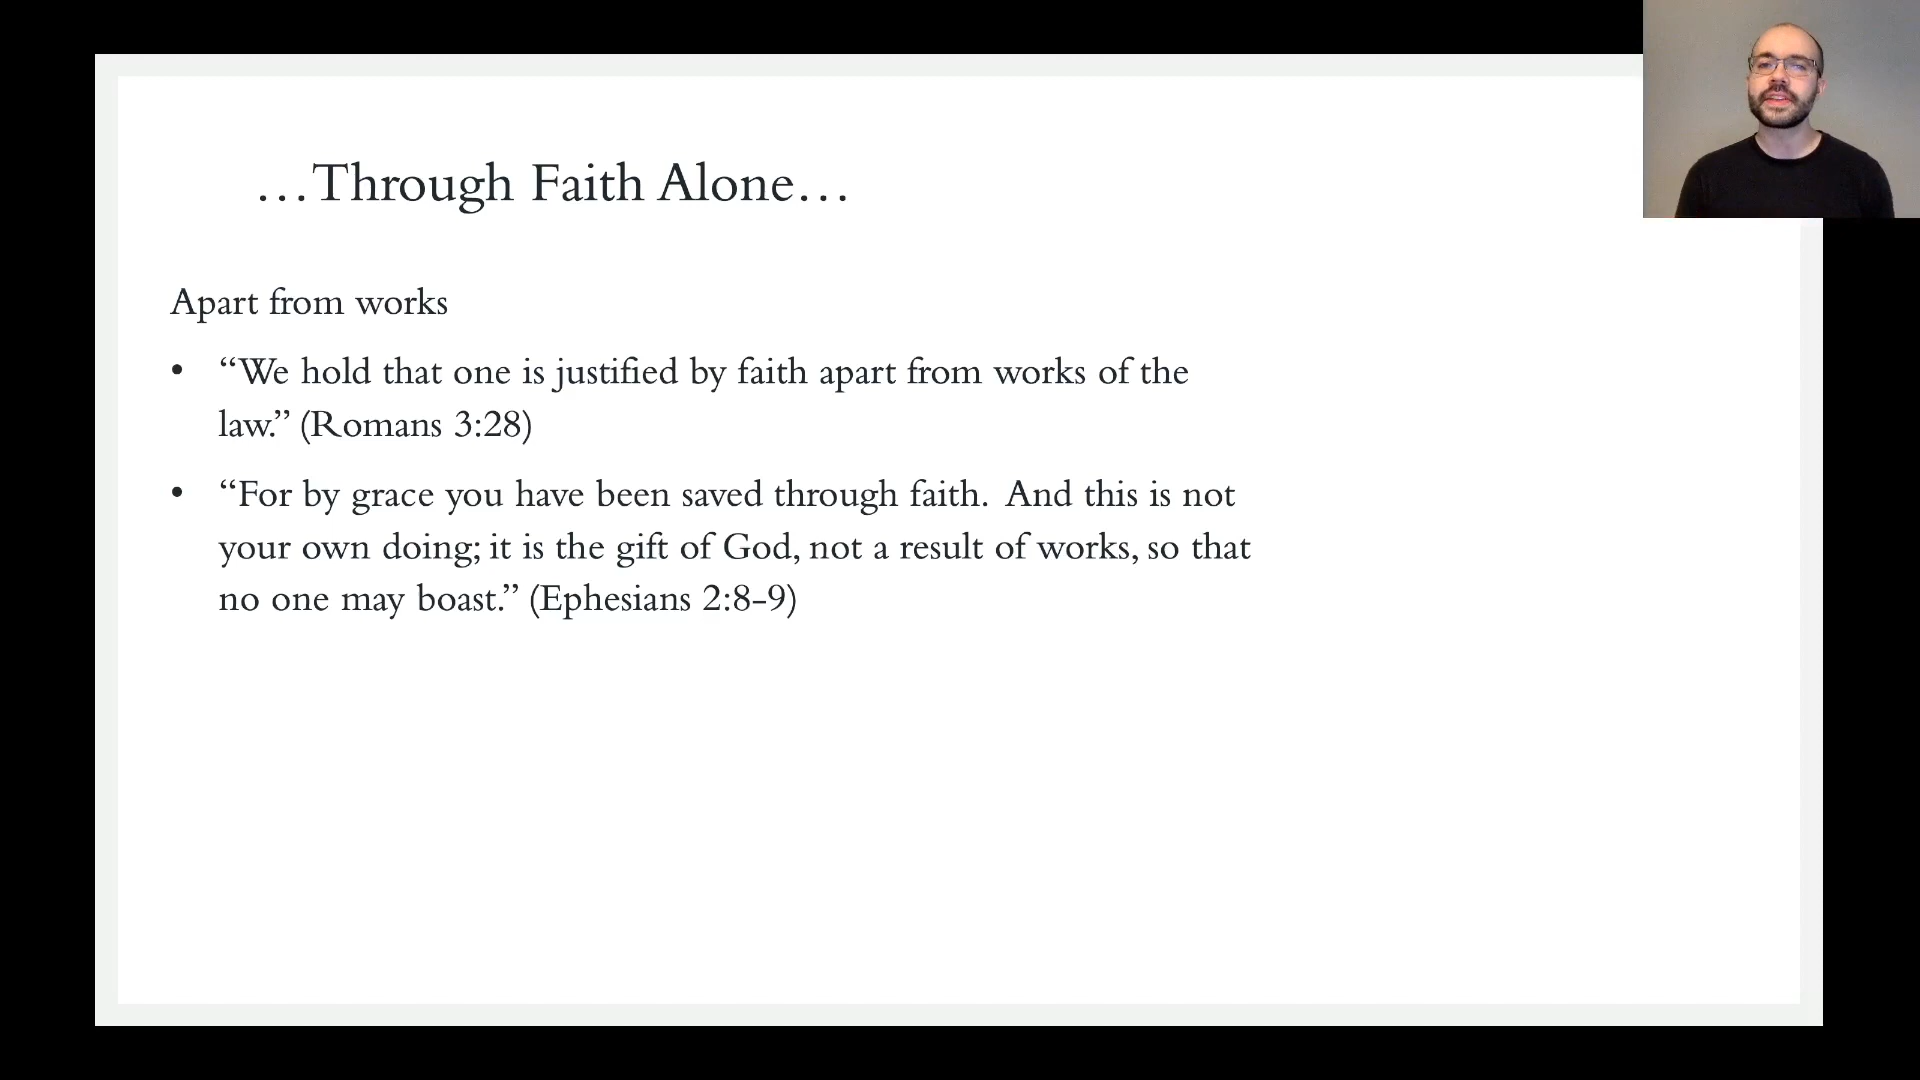 …Through Faith Alone…
Apart from works
• “We hold that one is justified by faith apart from works of the
law.” (Romans 3:28)
• “For by grace you have been saved through faith.  And this is not
your own doing; it is the gift of God, not a result of works, so that
no one may boast.” (Ephesians 2:8-9)